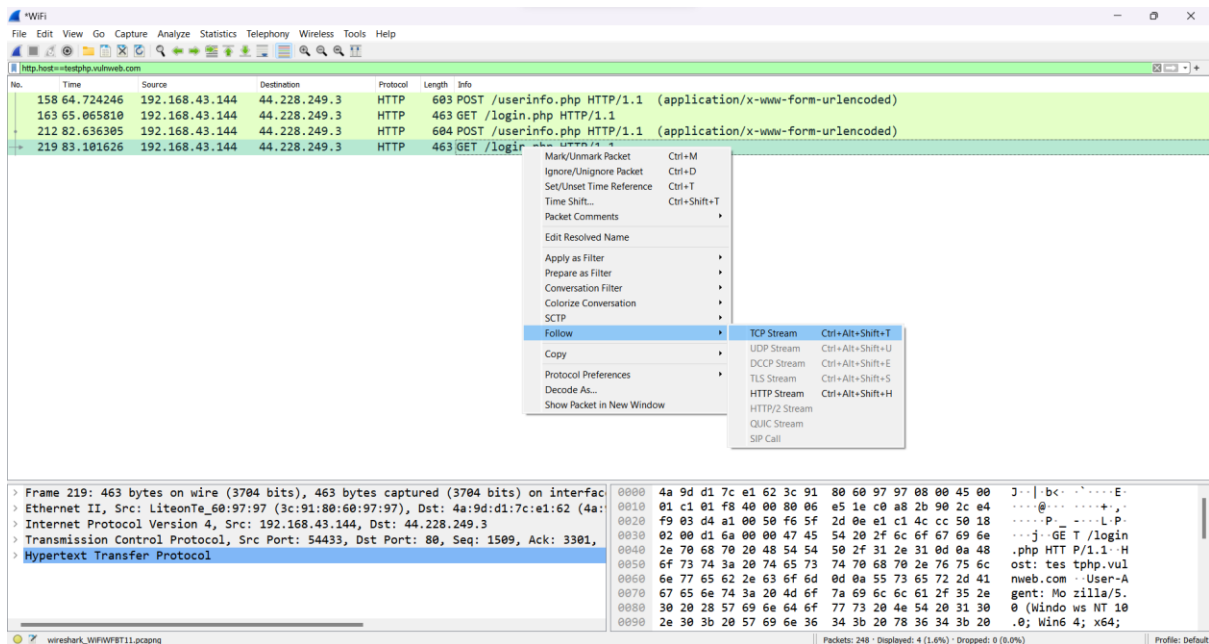 *WiFi
File Edit View Go Capture Analyze Statistics Telephony Wireless Tools Help
http.host==testphp.vulnweb.com
No. Time Source Destination Protocol Length Info
158 64.724246 192.168.43.144 44.228.249.3 HTTP 603 POST /userinfo.php HTTP/1.1 (application/x-www-form-urlencoded)
163 65.065810 192.168.43.144 44.228.249.3 HTTP 463 GET /login.php HTTP/1.1
212 82.636305 192.168.43.144 44.228.249.3 HTTP 604 POST /userinfo.php HTTP/1.1 (application/x-www-form-urlencoded)
219 83.101626 192.168.43.144 44.228.249.3 HTTP 463 GET /login.php HTTP/1.1
Mark/Unmark Packet Ctrl+M
Ignore/Unignore Packet Ctrl+D
Set/Unset Time Reference Ctrl+T
Time Shift... Ctrl+Shift+T
Packet Comments
Edit Resolved Name
Apply as Filter
Prepare as Filter
Conversation Filter
Colorize Conversation
SCTP
Follow
TCP Stream Ctrl+Alt+Shift+T
UDP Stream Ctrl+Alt+Shift+U
DCCP Stream Ctrl+Alt+Shift+E
TLS Stream Ctrl+Alt+Shift+S
HTTP Stream Ctrl+Alt+Shift+H
HTTP/2 Stream
QUIC Stream
SIP Call
Copy
Protocol Preferences
Decode As...
Show Packet in New Window
> Frame 219: 463 bytes on wire (3704 bits), 463 bytes captured (3704 bits) on interfac
> Ethernet II, Src: LiteonTe_60:97:97 (3c:91:80:60:97:97), Dst: 4a:9d:d1:7c:e1:62 (4a:
> Internet Protocol Version 4, Src: 192.168.43.144, Dst: 44.228.249.3
> Transmission Control Protocol, Src Port: 54433, Dst Port: 80, Seq: 1509, Ack: 3301,
> Hypertext Transfer Protocol
0000 4a 9d d1 7c e1 62 3c 91 80 60 97 97 08 00 45 00 J··|·b<· ·`····E·
0010 01 c1 01 f8 40 00 80 06 e5 1e c0 a8 2b 90 2c e4 ····@··· ····+·,·
0020 f9 03 d4 a1 00 50 f6 5f 2d 0e e1 c1 4c cc 50 18 ·····P·_ -···L·P·
0030 02 00 d1 6a 00 00 47 45 54 20 2f 6c 6f 67 69 6e ···j··GE T /login
0040 2e 70 68 70 20 48 54 54 50 2f 31 2e 31 0d 0a 48 .php HTT P/1.1··H
0050 6f 73 74 3a 20 74 65 73 74 70 68 70 2e 76 75 6c ost: tes tphp.vul
0060 6e 77 65 62 2e 63 6f 6d 0d 0a 55 73 65 72 2d 41 nweb.com ··User-A
0070 67 65 6e 74 3a 20 4d 6f 7a 69 6c 6c 61 2f 35 2e gent: Mo zilla/5.
0080 30 20 28 57 69 6e 64 6f 77 73 20 4e 54 20 31 30 0 (Windo ws NT 10
0090 2e 30 3b 20 57 69 6e 36 34 3b 20 78 36 34 3b 20 .0; Win6 4; x64;
wireshark_WiFiWFBT11.pcapng
Packets: 248 · Displayed: 4 (1.6%) · Dropped: 0 (0.0%)
Profile: Default